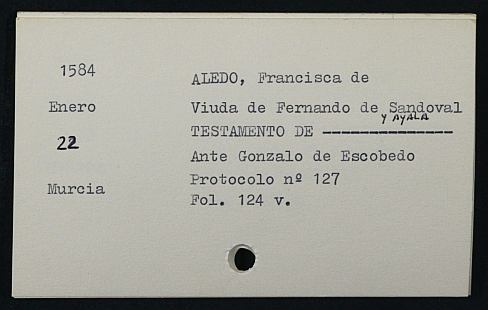 1584
Enero
22
Murcia
ALEDO, Francisca de
Viuda de Fernando de Sandoval
y AYALA
TESTAMENTO DE --------------
Ante Gonzalo de Escobedo
Protocolo nº 127
Fol. 124 v.